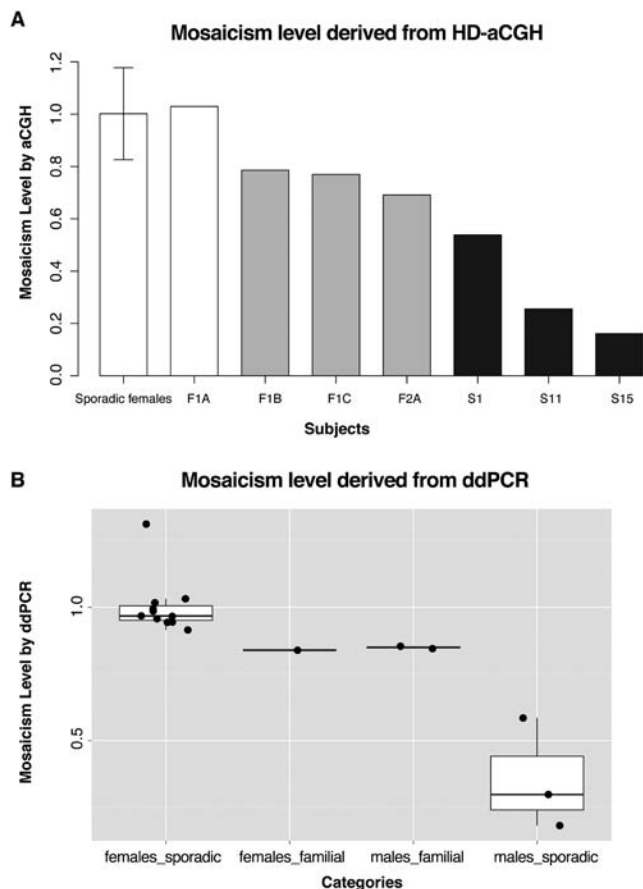 A
Mosaicism level derived from HD-aCGH
Mosaicism Level by aCGH
1.2
1.0
0.8
0.6
0.4
0.2
0.0
Sporadic females F1A F1B F1C F2A S1 S11 S15
Subjects
B
Mosaicism level derived from ddPCR
Mosaicism Level by ddPCR
1.0
0.5
females_sporadic females_familial males_familial males_sporadic
Categories